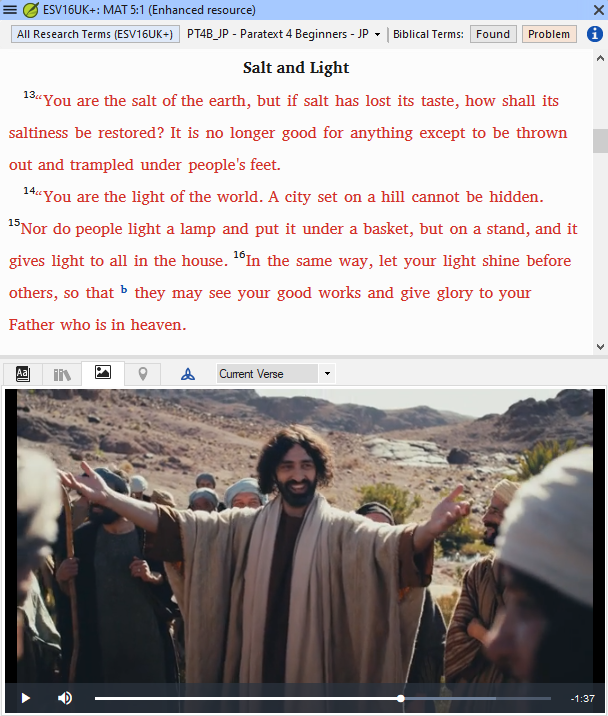 ESV16UK+: MAT 5:1 (Enhanced resource)
All Research Terms (ESV16UK+) PT4B_JP - Paratext 4 Beginners - JP Biblical Terms: Found Problem
Salt and Light
13“You are the salt of the earth, but if salt has lost its taste, how shall its
saltiness be restored? It is no longer good for anything except to be thrown
out and trampled under people's feet.
14“You are the light of the world. A city set on a hill cannot be hidden.
15Nor do people light a lamp and put it under a basket, but on a stand, and it
gives light to all in the house. 16In the same way, let your light shine before
others, so that b they may see your good works and give glory to your
Father who is in heaven.
Current Verse
-1:37